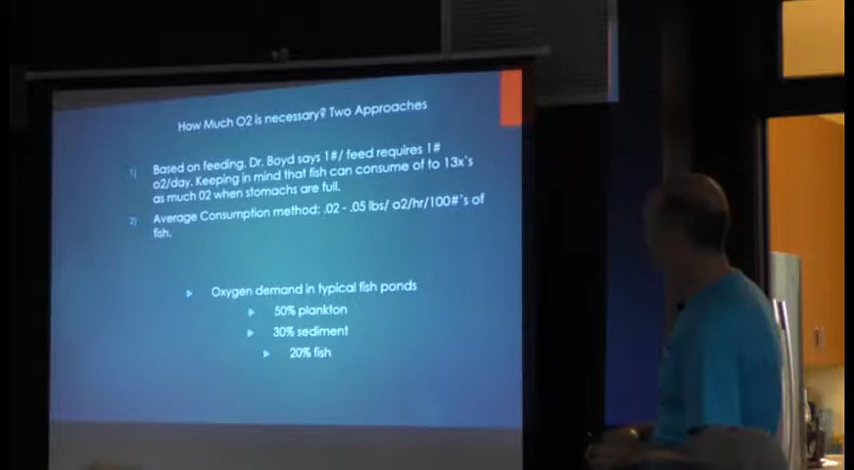 How Much O2 is necessary? Two Approaches
1) Based on feeding. Dr. Boyd says 1#/ feed requires 1#
o2/day. Keeping in mind that fish can consume of to 13x's
as much 02 when stomachs are full.
2) Average Consumption method: .02 - .05 lbs/ o2/hr/100#'s of
fish.
Oxygen demand in typical fish ponds
50% plankton
30% sediment
20% fish